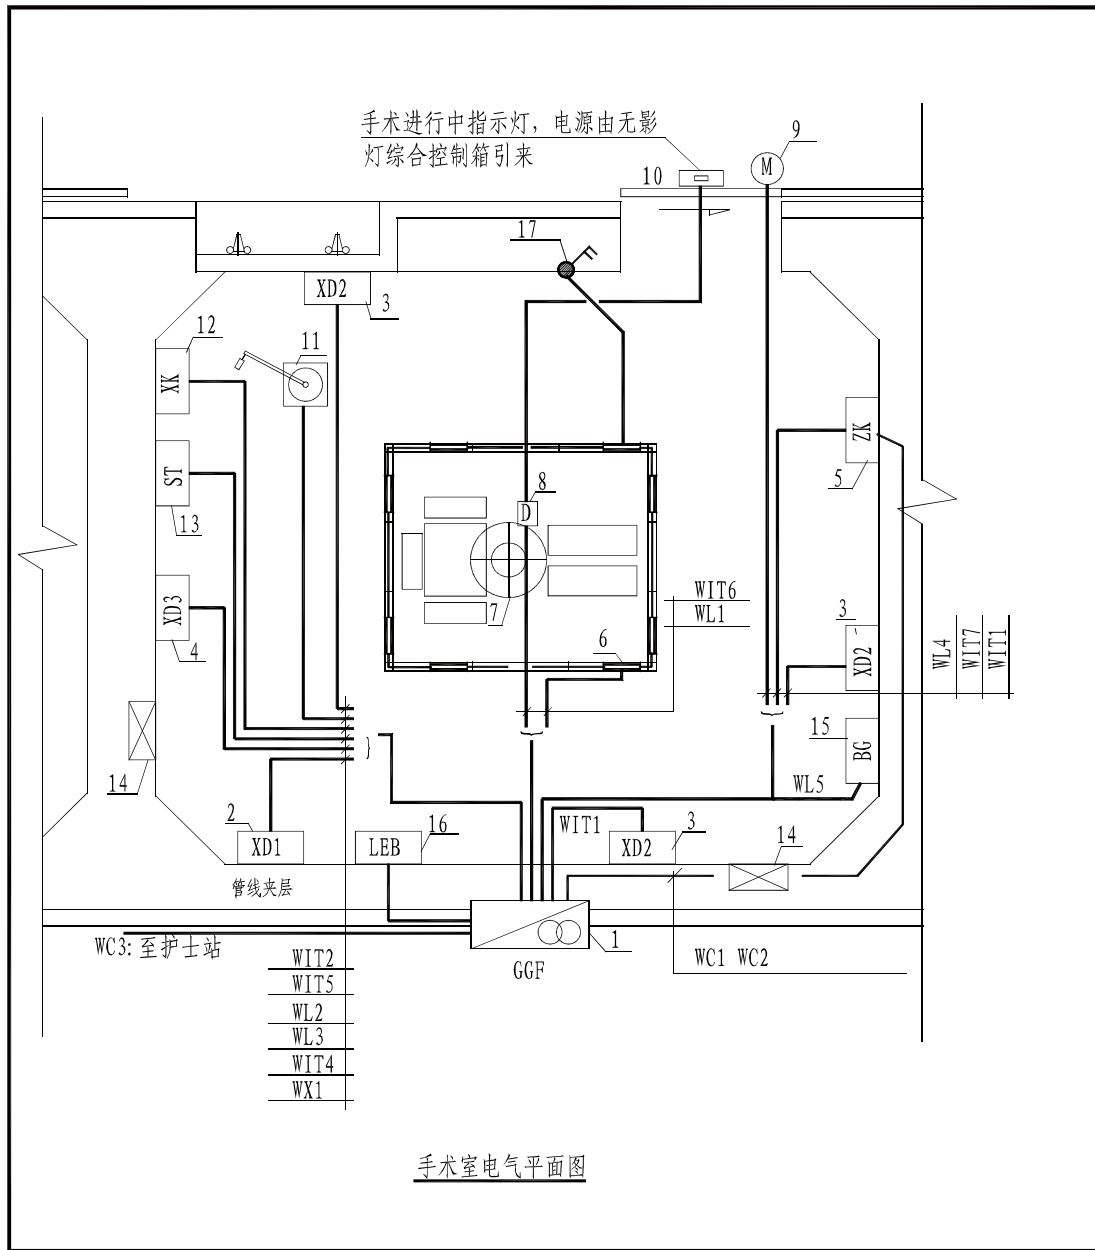 手术进行中指示灯，电源由无影
灯综合控制箱引来
9
M
10
17
XD2
3
12
11
XK
ZK
5
ST
13
8
D
7
WIT6
WL1
6
XD3
4
3
XD2
WL4
WIT7
WIT1
14
15
BG
WL5
2
XD1
16
LEB
WIT1
3
XD2
14
管线夹层
WC3: 至护士站
1
GGF
WC1 WC2
WIT2
WIT5
WL2
WL3
WIT4
WX1
手术室电气平面图